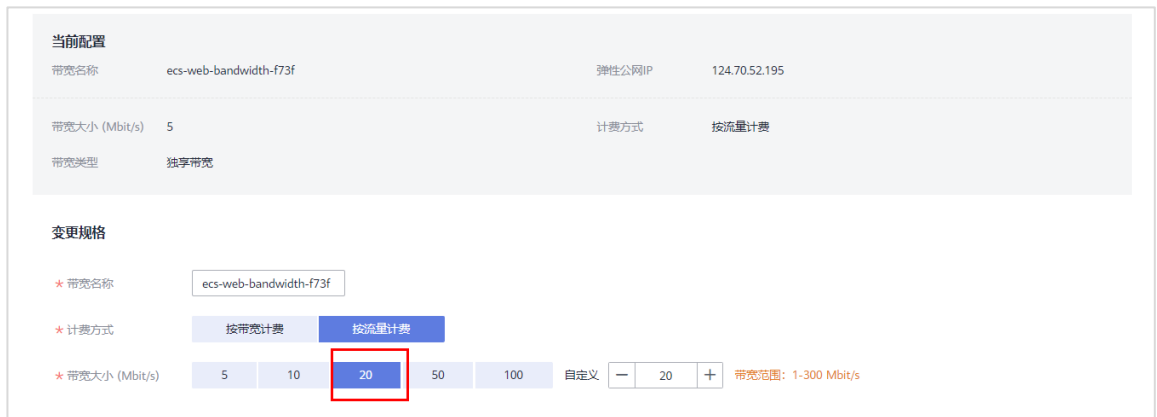 当前配置
带宽名称 ecs-web-bandwidth-f73f 弹性公网IP 124.70.52.195
带宽大小 (Mbit/s) 5 计费方式 按流量计费
带宽类型 独享带宽
变更规格
* 带宽名称 ecs-web-bandwidth-f73f
* 计费方式 按带宽计费 按流量计费
* 带宽大小 (Mbit/s) 5 10 20 50 100 自定义 — 20 + 带宽范围：1-300 Mbit/s